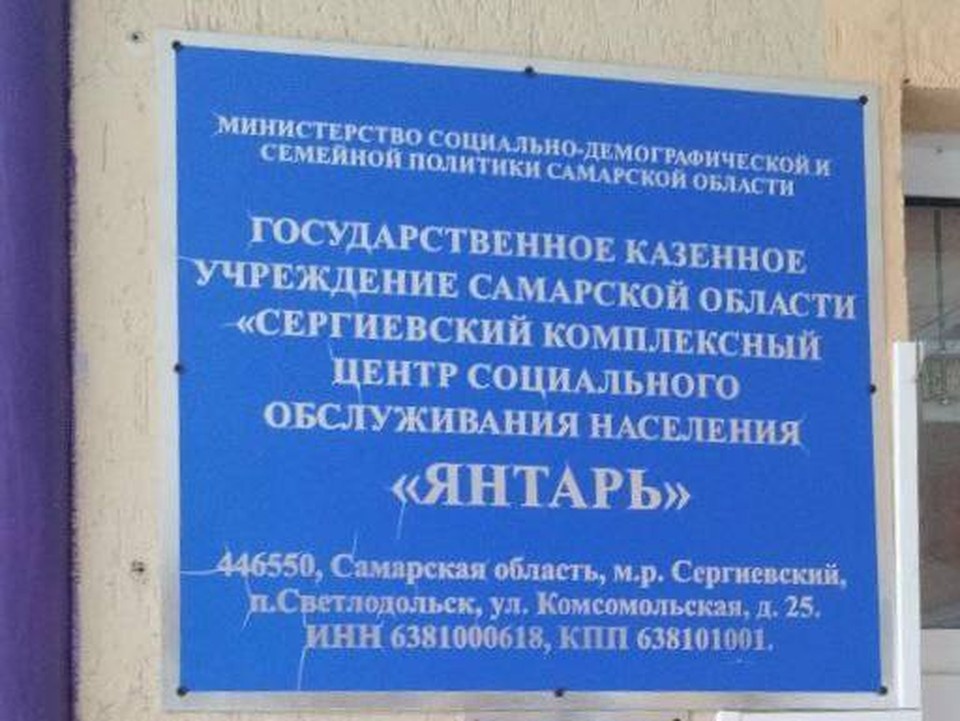 МИНИСТЕРСТВО СОЦИАЛЬНО-ДЕМОГРАФИЧЕСКОЙ И
СЕМЕЙНОЙ ПОЛИТИКИ САМАРСКОЙ ОБЛАСТИ
ГОСУДАРСТВЕННОЕ КАЗЕННОЕ
УЧРЕЖДЕНИЕ САМАРСКОЙ ОБЛАСТИ
«СЕРГИЕВСКИЙ КОМПЛЕКСНЫЙ
ЦЕНТР СОЦИАЛЬНОГО
ОБСЛУЖИВАНИЯ НАСЕЛЕНИЯ
«ЯНТАРЬ»
446550, Самарская область, м.р. Сергиевский,
п.Светлодольск, ул. Комсомольская, д. 25.
ИНН 6381000618, КПП 638101001.